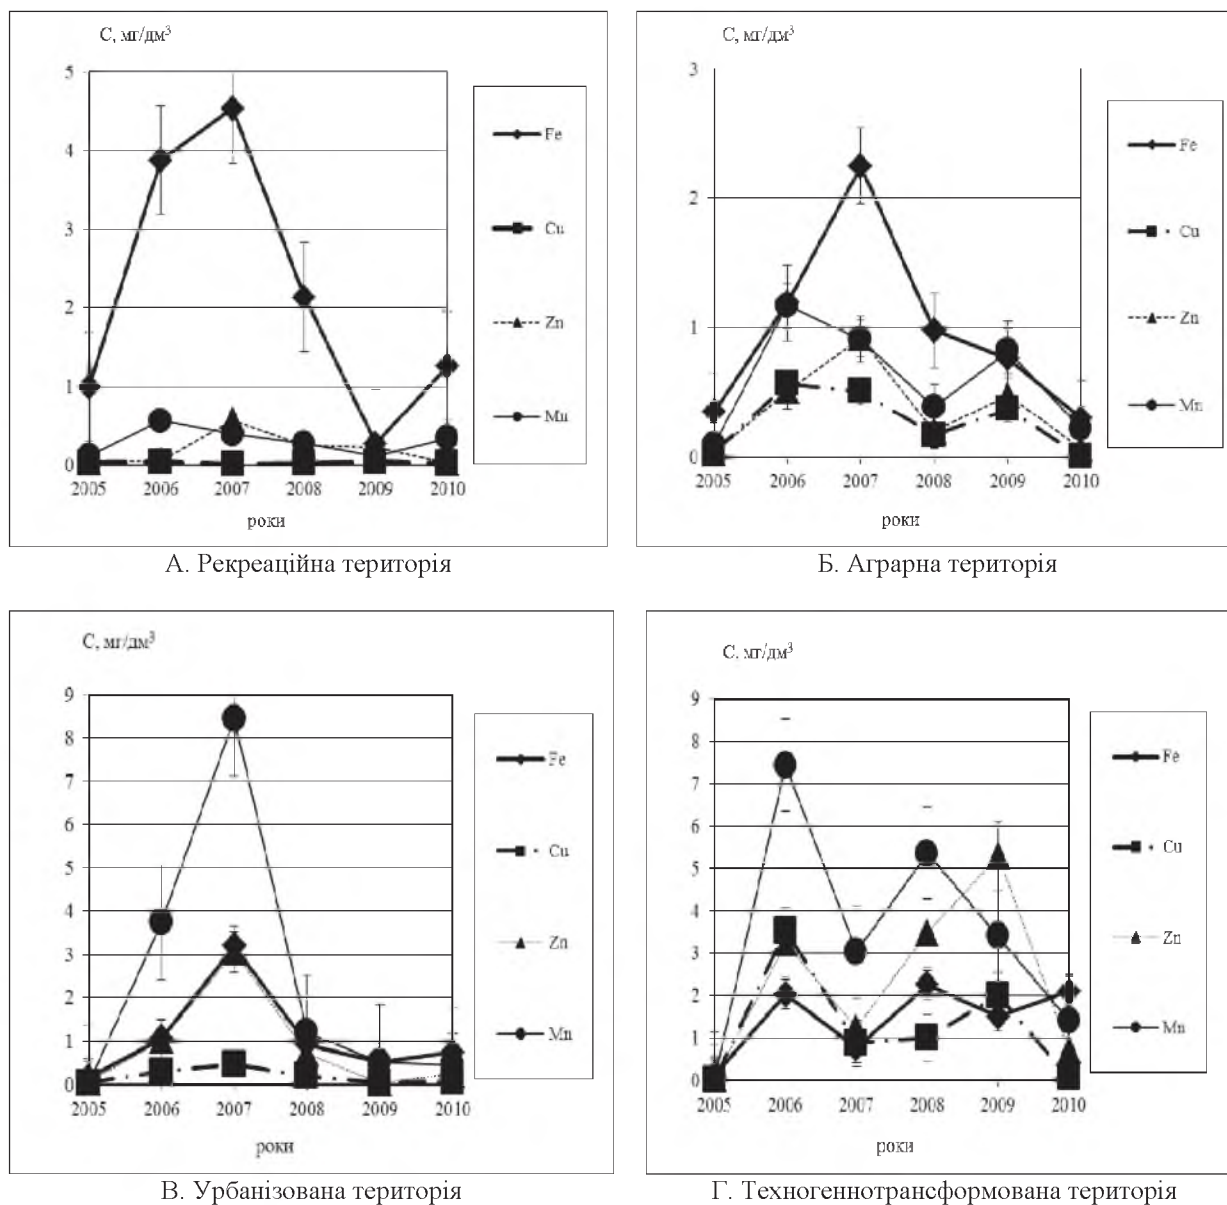 С, мг/дм³
5
4
3
2
1
0
2005 2006 2007 2008 2009 2010
роки
Fe
Cu
Zn
Mn
А. Рекреаційна територія
С, мг/дм³
3
2
1
0
2005 2006 2007 2008 2009 2010
роки
Fe
Cu
Zn
Mn
Б. Аграрна територія
С, мг/дм³
9
8
7
6
5
4
3
2
1
0
2005 2006 2007 2008 2009 2010
роки
Fe
Cu
Zn
Mn
В. Урбанізована територія
С. мг/дм³
9
8
7
6
5
4
3
2
1
0
2005 2006 2007 2008 2009 2010
роки
Fe
Cu
Zn
Mn
Г. Техногеннотрансформована територія